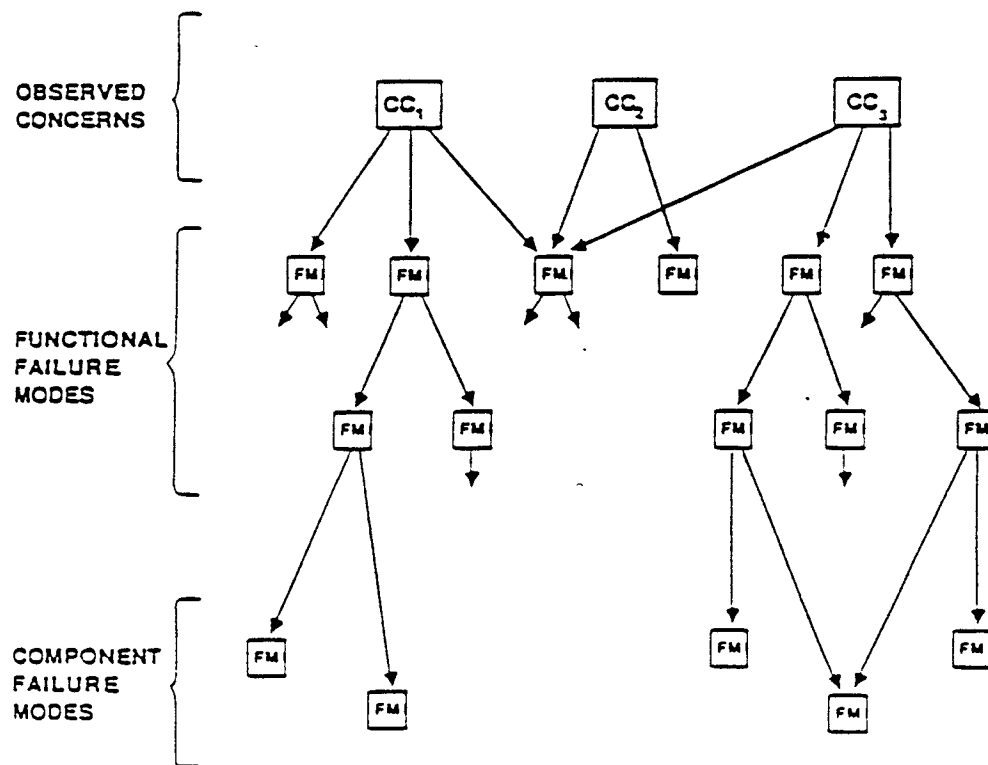 OBSERVED
CONCERNS
CC1 CC2 CC3
FUNCTIONAL
FAILURE
MODES
FM FM FM FM FM FM
FM FM FM FM FM
COMPONENT
FAILURE
MODES
FM FM FM
FM FM